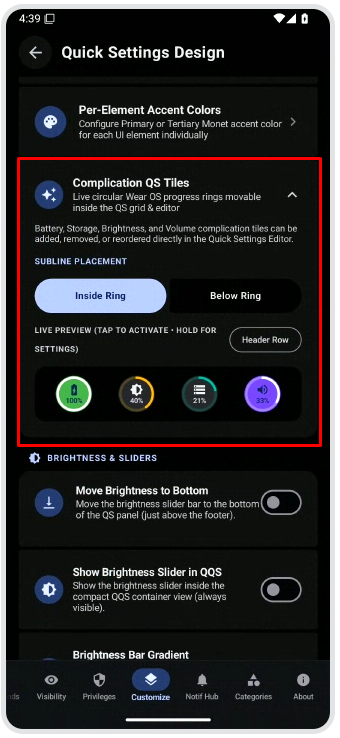 4:39
Quick Settings Design
Per-Element Accent Colors
Configure Primary or Tertiary Monet accent color
for each UI element individually
Complication QS Tiles
Live circular Wear OS progress rings movable
inside the QS grid & editor
Battery, Storage, Brightness, and Volume complication tiles can be
added, removed, or reordered directly in the Quick Settings Editor.
SUBLINE PLACEMENT
Inside Ring
Below Ring
LIVE PREVIEW (TAP TO ACTIVATE • HOLD FOR
SETTINGS)
Header Row
100%
40%
21%
33%
BRIGHTNESS & SLIDERS
Move Brightness to Bottom
Move the brightness slider bar to the bottom
of the QS panel (just above the footer).
Show Brightness Slider in QQS
Show the brightness slider inside the
compact QQS container view (always
visible).
Brightness Bar Gradient
ds
Visibility
Privileges
Customize
Notif Hub
Categories
About